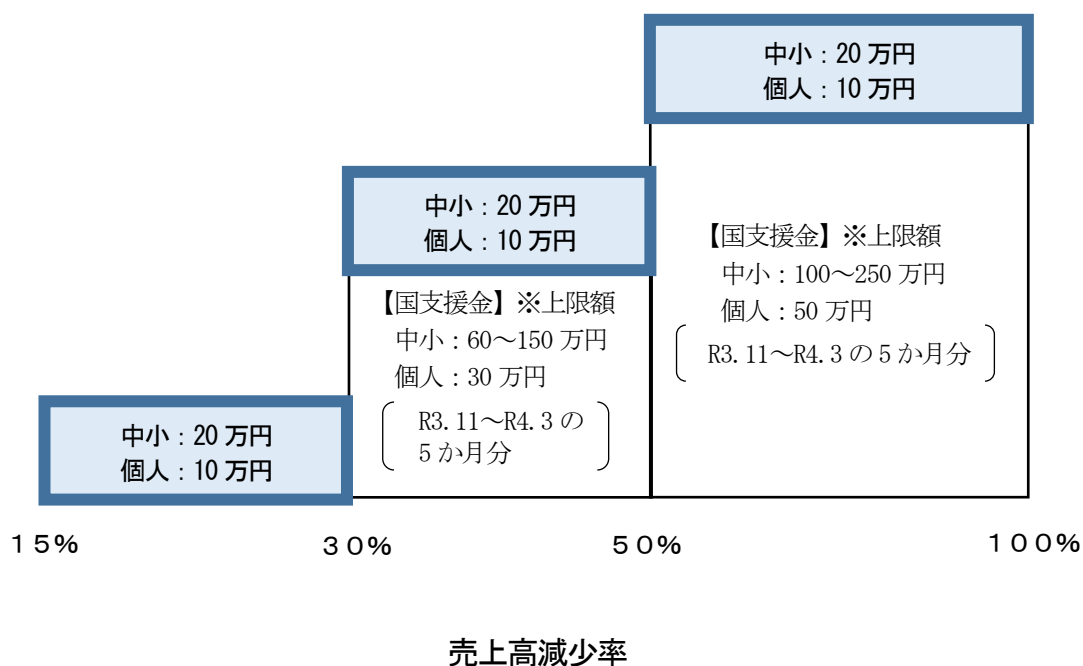 中小：20 万円
個人：10 万円
中小：20 万円
個人：10 万円
【国支援金】※上限額
中小：100～250 万円
個人：50 万円
R3.11～R4.3 の 5 か月分
【国支援金】※上限額
中小：60～150 万円
個人：30 万円
R3.11～R4.3 の
5 か月分
中小：20 万円
個人：10 万円
１５%
３０%
５０%
１００%
売上高減少率